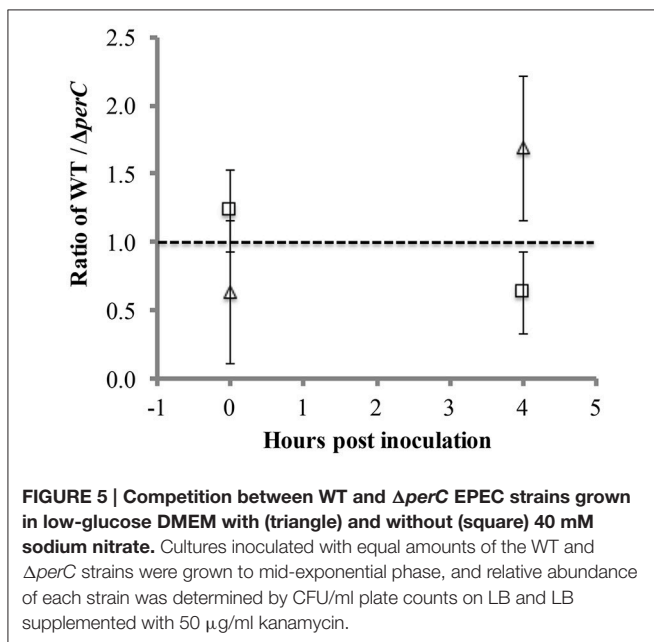 2.5
2.0
1.5
1.0
0.5
0.0
Ratio of WT / ΔperC
-1 0 1 2 3 4 5
Hours post inoculation
FIGURE 5 | Competition between WT and ΔperC EPEC strains grown
in low-glucose DMEM with (triangle) and without (square) 40 mM
sodium nitrate. Cultures inoculated with equal amounts of the WT and
ΔperC strains were grown to mid-exponential phase, and relative abundance
of each strain was determined by CFU/ml plate counts on LB and LB
supplemented with 50 μg/ml kanamycin.